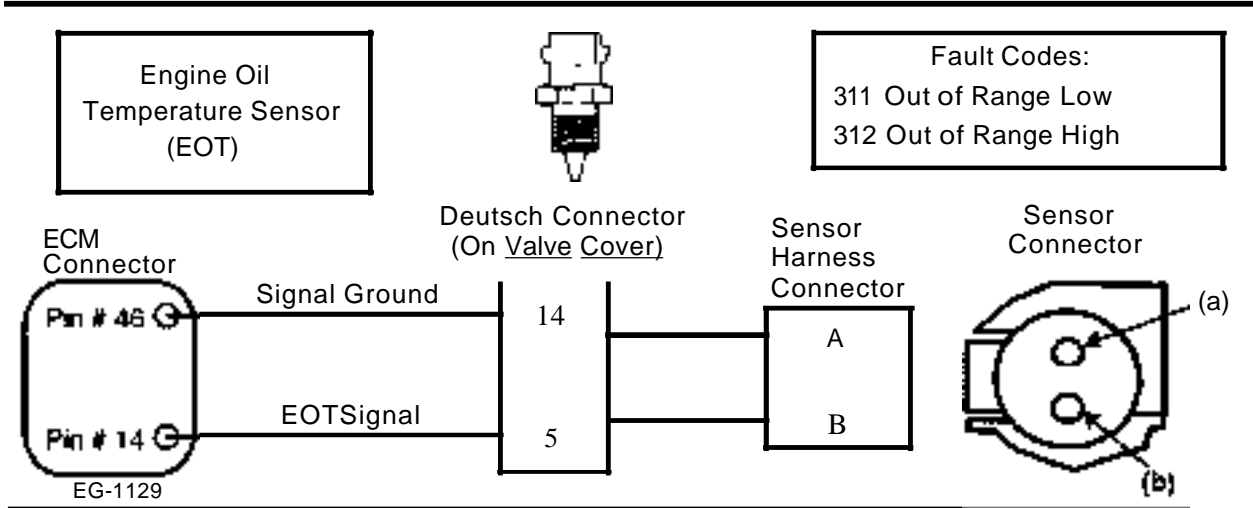 Engine Oil
Temperature Sensor
(EOT)
Fault Codes:
311 Out of Range Low
312 Out of Range High
Deutsch Connector
(On Valve Cover)
Sensor
Harness
Connector
Sensor
Connector
ECM
Connector
Pin # 46
Signal Ground
14
A
(a)
Pin # 14
EOTSignal
5
B
(b)
EG-1129